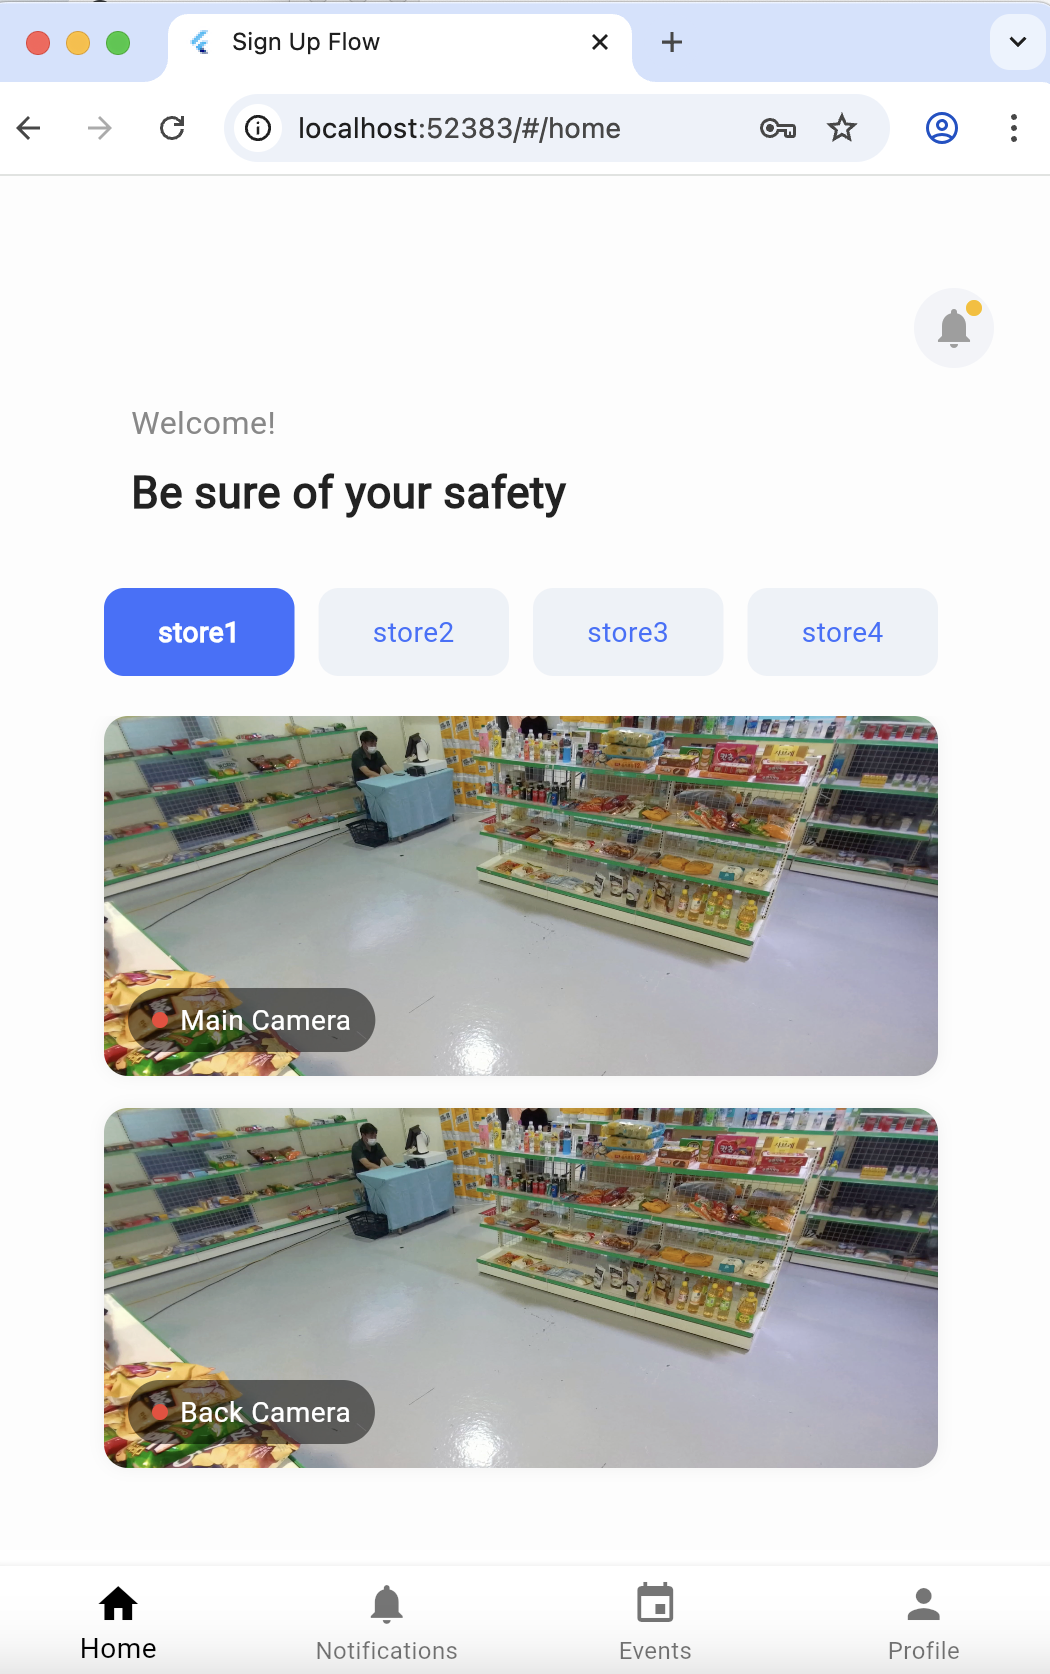 Sign Up Flow
localhost:52383/#/home
Welcome!
Be sure of your safety
store1
store2
store3
store4
Main Camera
Back Camera
Home
Notifications
Events
Profile